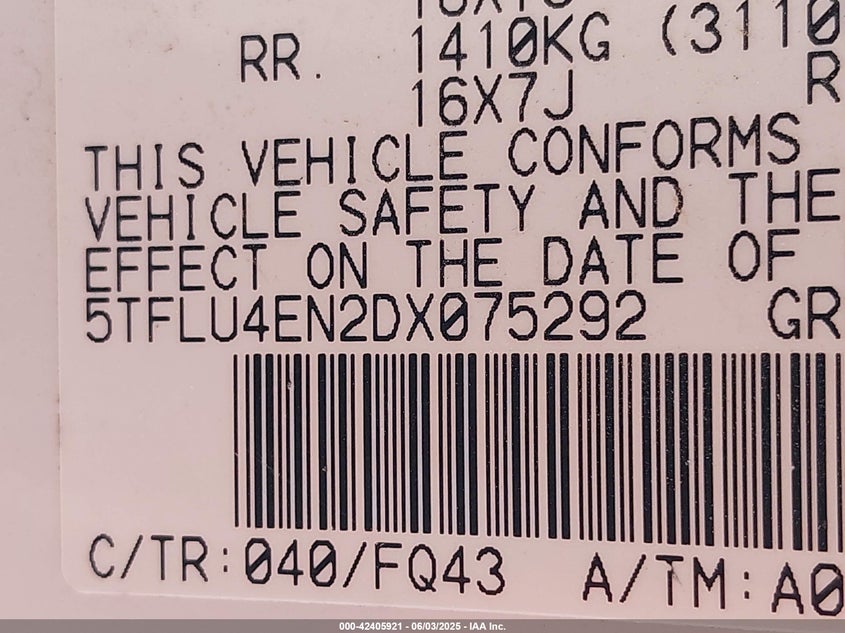 RR. 1410KG (3110
16X7J R
THIS VEHICLE CONFORMS
VEHICLE SAFETY AND THE
EFFECT ON THE DATE OF
5TFLU4EN2DX075292 GR
C/TR:040/FQ43 A/TM:A0
000-42405921 - 06/03/2025 - IAA Inc.